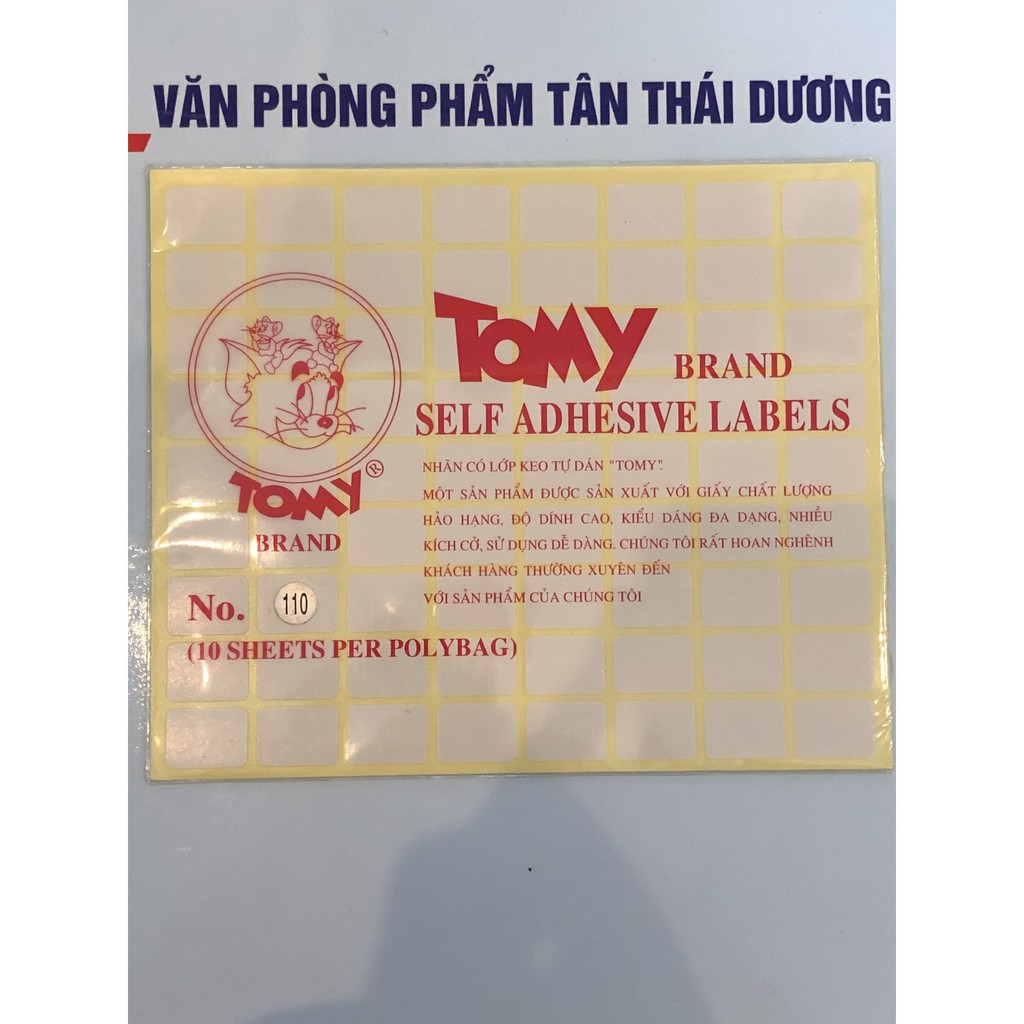 VĂN PHÒNG PHẨM TÂN THÁI DƯƠNG
TOMY BRAND
SELF ADHESIVE LABELS
NHÃN CÓ LỚP KEO TỰ DÁN "TOMY".
MỘT SẢN PHẨM ĐƯỢC SẢN XUẤT VỚI GIẤY CHẤT LƯỢNG
HẢO HẠNG, ĐỘ DÍNH CAO, KIỂU DÁNG ĐA DẠNG, NHIỀU
KÍCH CỞ, SỬ DỤNG DỄ DÀNG. CHÚNG TÔI RẤT HOAN NGHÊNH
KHÁCH HÀNG THƯỜNG XUYÊN ĐẾN
VỚI SẢN PHẨM CỦA CHÚNG TÔI
TOMY®
BRAND
No. 110
(10 SHEETS PER POLYBAG)